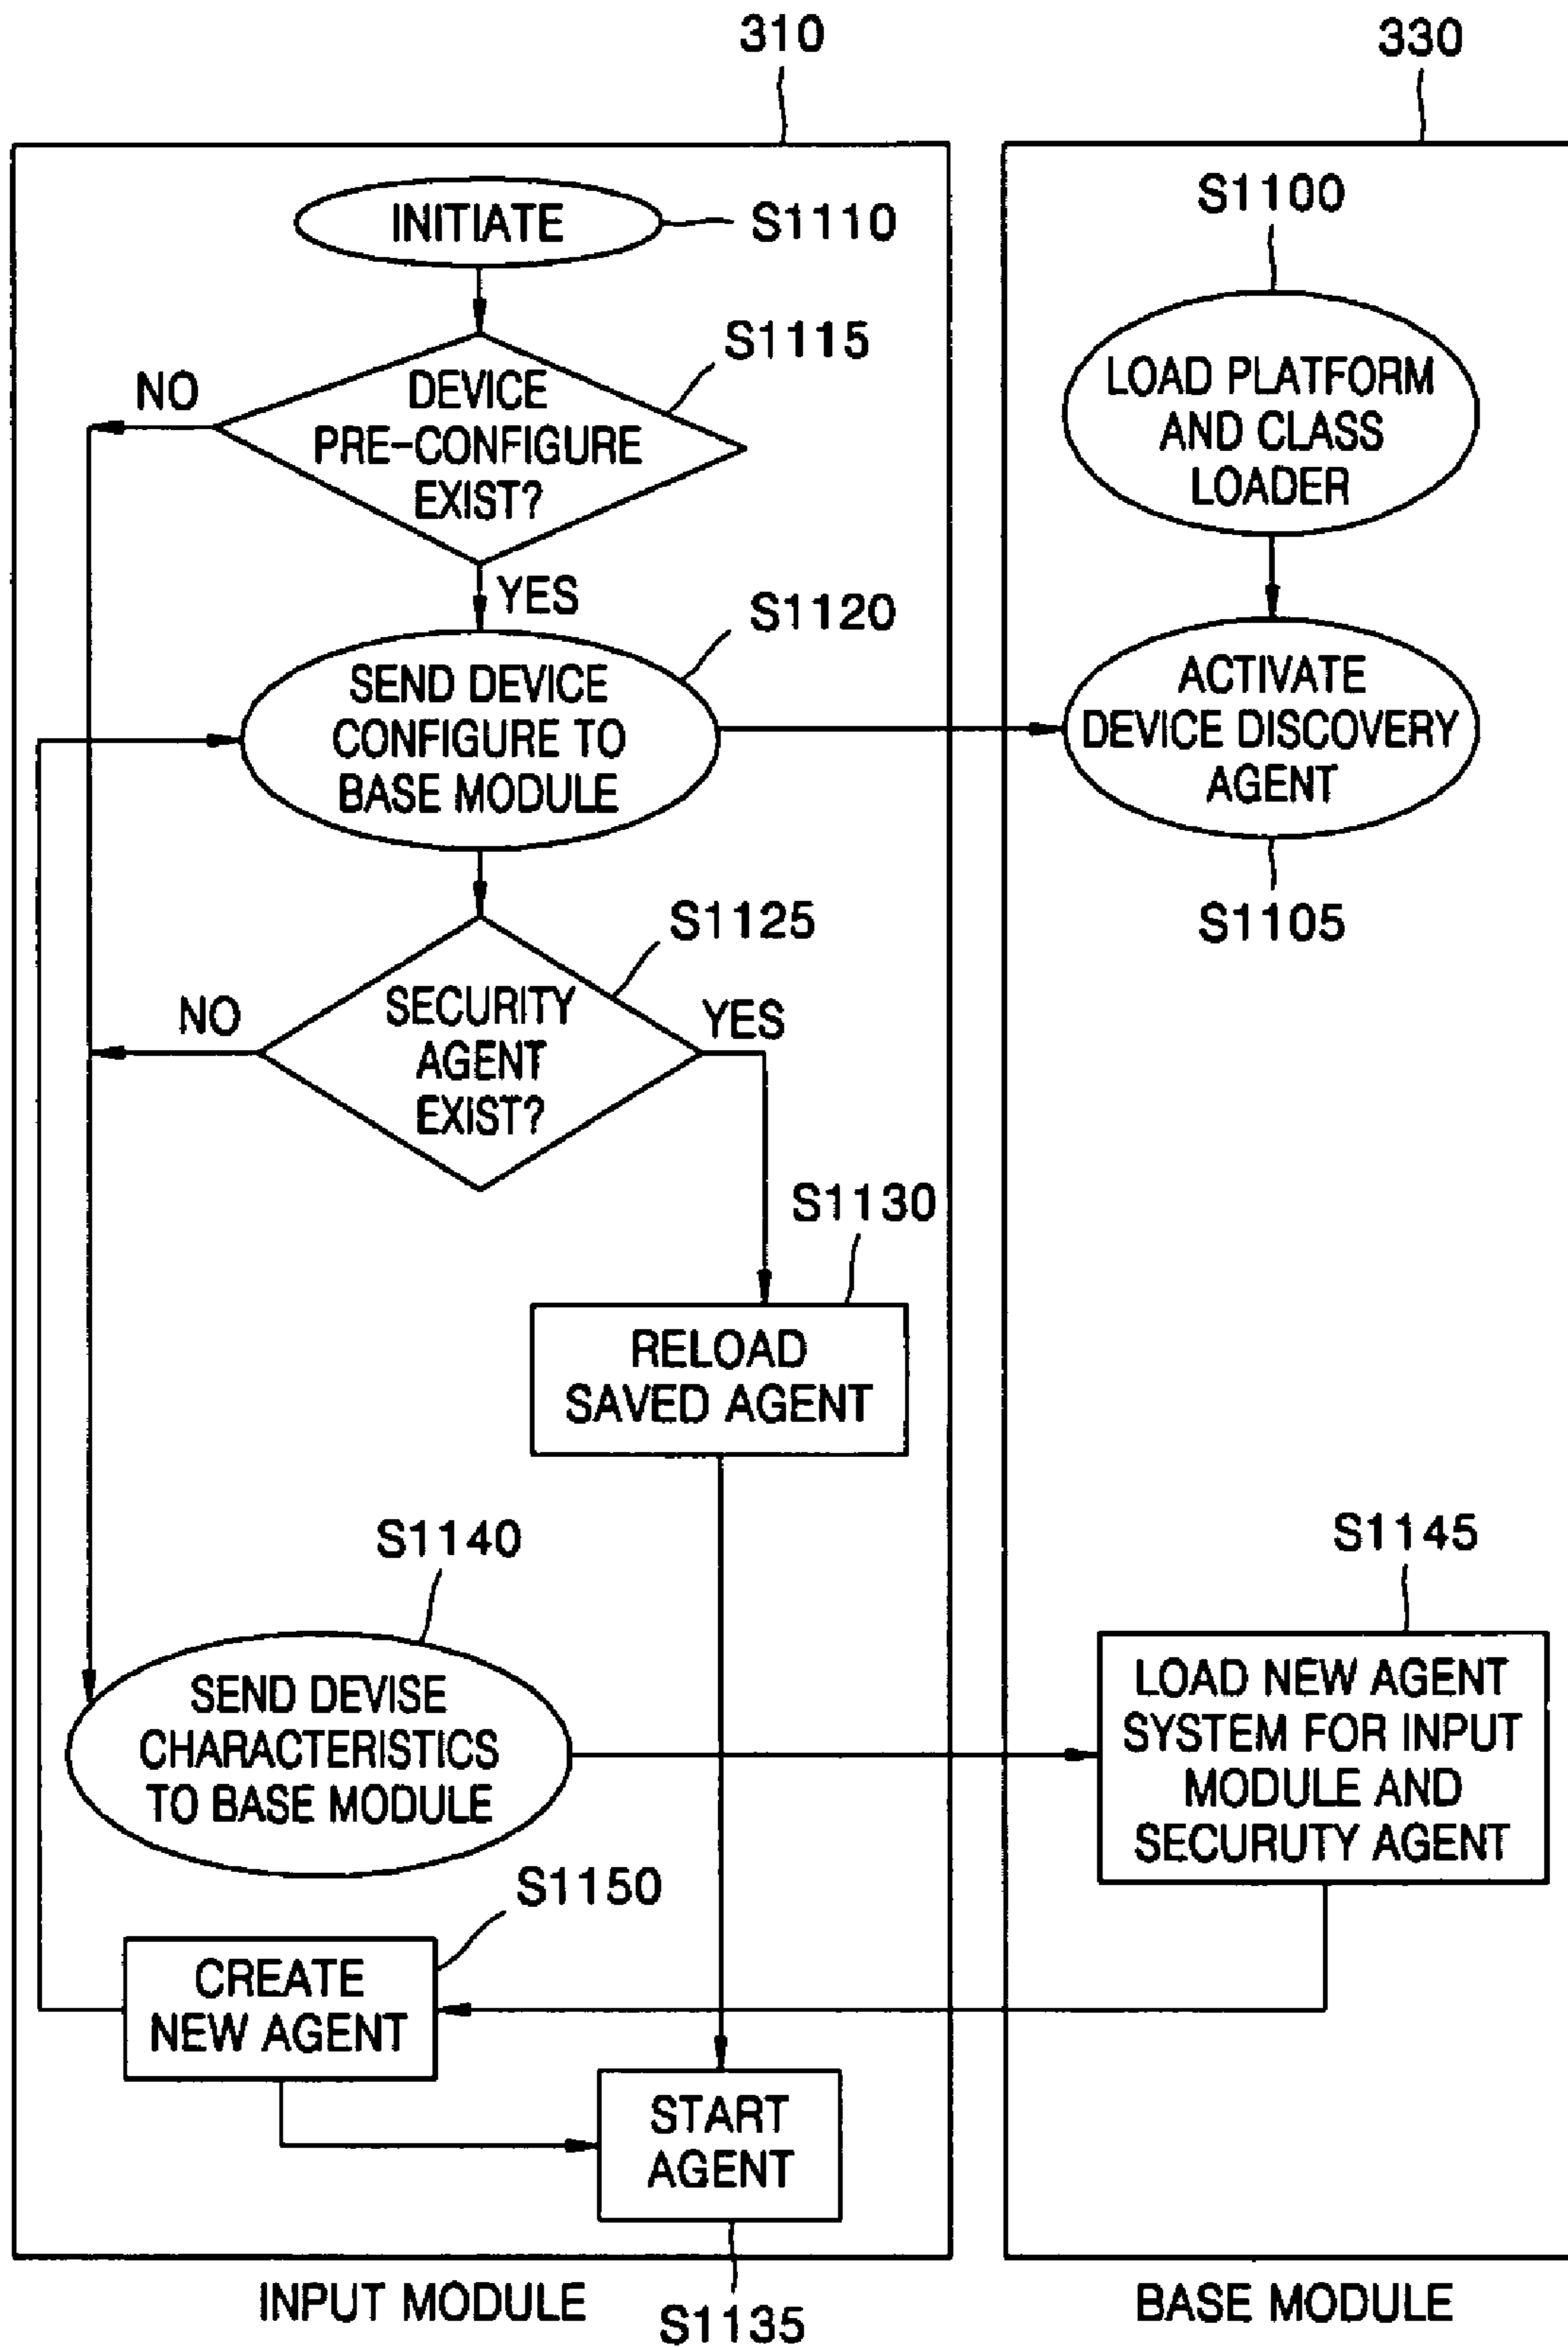 310
330
INITIATE
S1110
S1100
S1115
NO
DEVICE
PRE-CONFIGURE
EXIST?
LOAD PLATFORM
AND CLASS
LOADER
YES
S1120
SEND DEVICE
CONFIGURE TO
BASE MODULE
ACTIVATE
DEVICE DISCOVERY
AGENT
S1105
S1125
NO
SECURITY
AGENT
EXIST?
YES
S1130
RELOAD
SAVED AGENT
S1140
S1145
SEND DEVISE
CHARACTERISTICS
TO BASE MODULE
LOAD NEW AGENT
SYSTEM FOR INPUT
MODULE AND
SECURUTY AGENT
S1150
CREATE
NEW AGENT
START
AGENT
INPUT MODULE
S1135
BASE MODULE